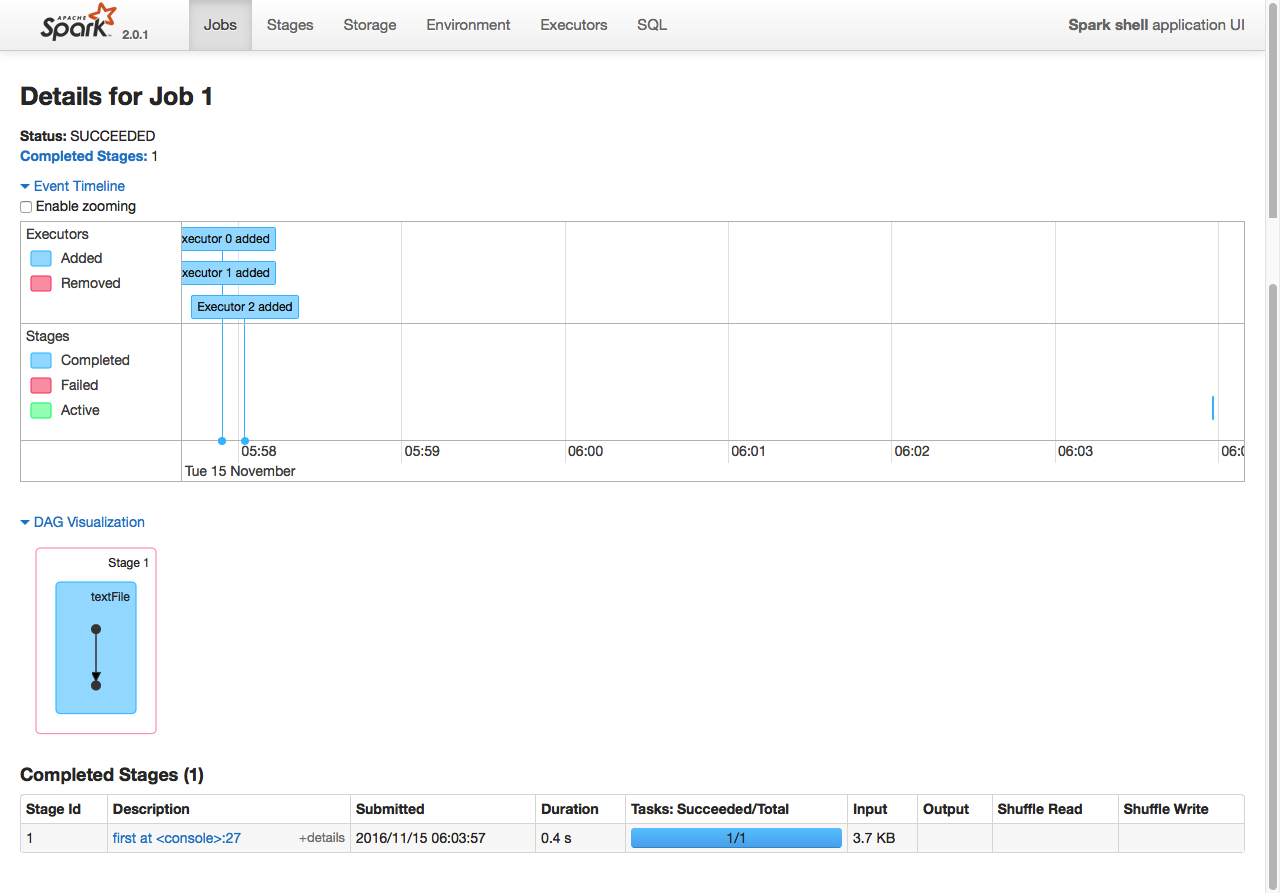 APACHE
Spark 2.0.1 Jobs Stages Storage Environment Executors SQL Spark shell application UI
Details for Job 1
Status: SUCCEEDED
Completed Stages: 1
Event Timeline
Enable zooming
Executors
Added
Removed
xecutor 0 added
xecutor 1 added
Executor 2 added
Stages
Completed
Failed
Active
05:58 05:59 06:00 06:01 06:02 06:03 06:0
Tue 15 November
DAG Visualization
Stage 1
textFile
Completed Stages (1)
Stage Id Description Submitted Duration Tasks: Succeeded/Total Input Output Shuffle Read Shuffle Write
1 first at <console>:27 +details 2016/11/15 06:03:57 0.4 s 1/1 3.7 KB